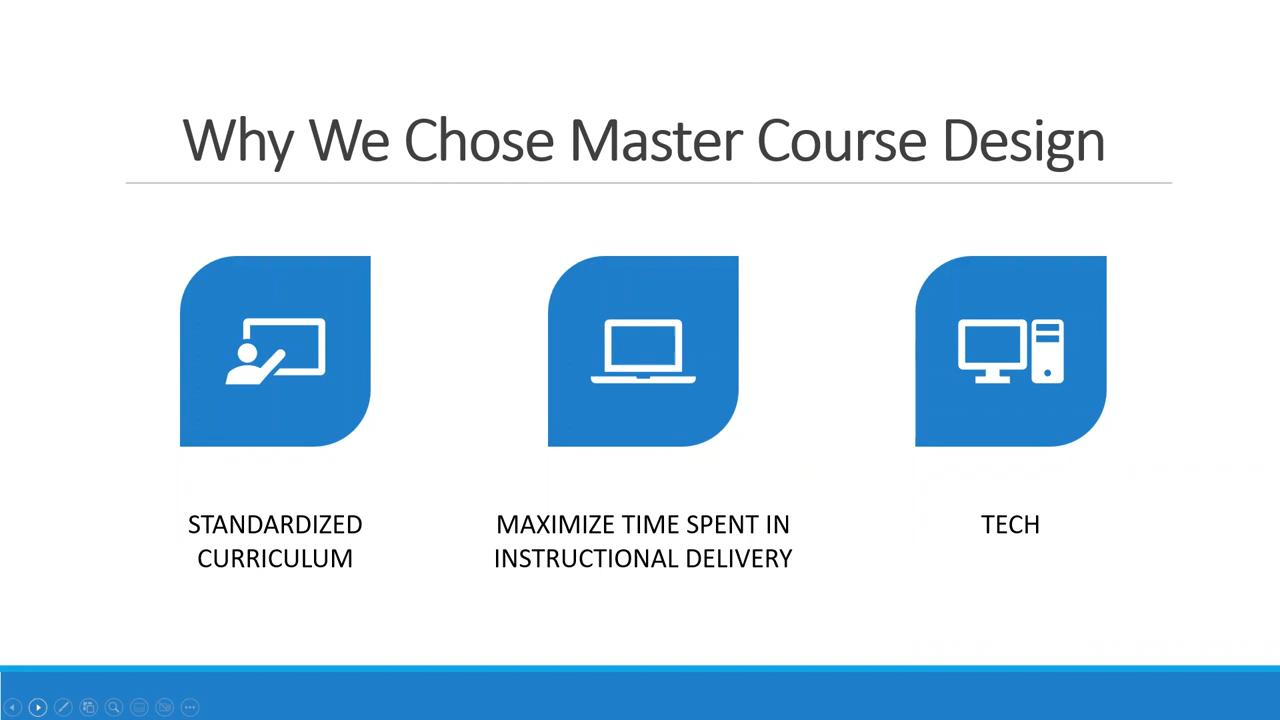 Why We Chose Master Course Design
STANDARDIZED
CURRICULUM
MAXIMIZE TIME SPENT IN
INSTRUCTIONAL DELIVERY
TECH